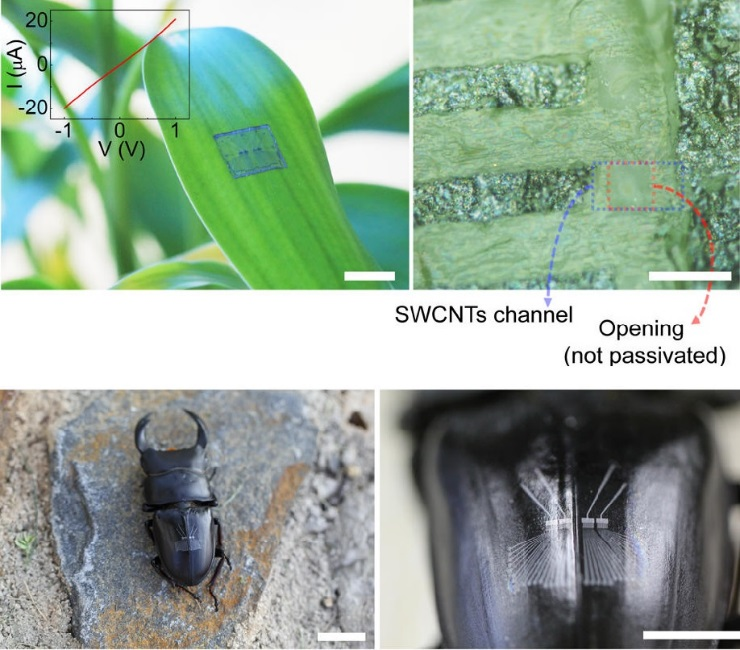 20
0
-20
I (μA)
-1
0
1
V (V)
SWCNTs channel
Opening
(not passivated)